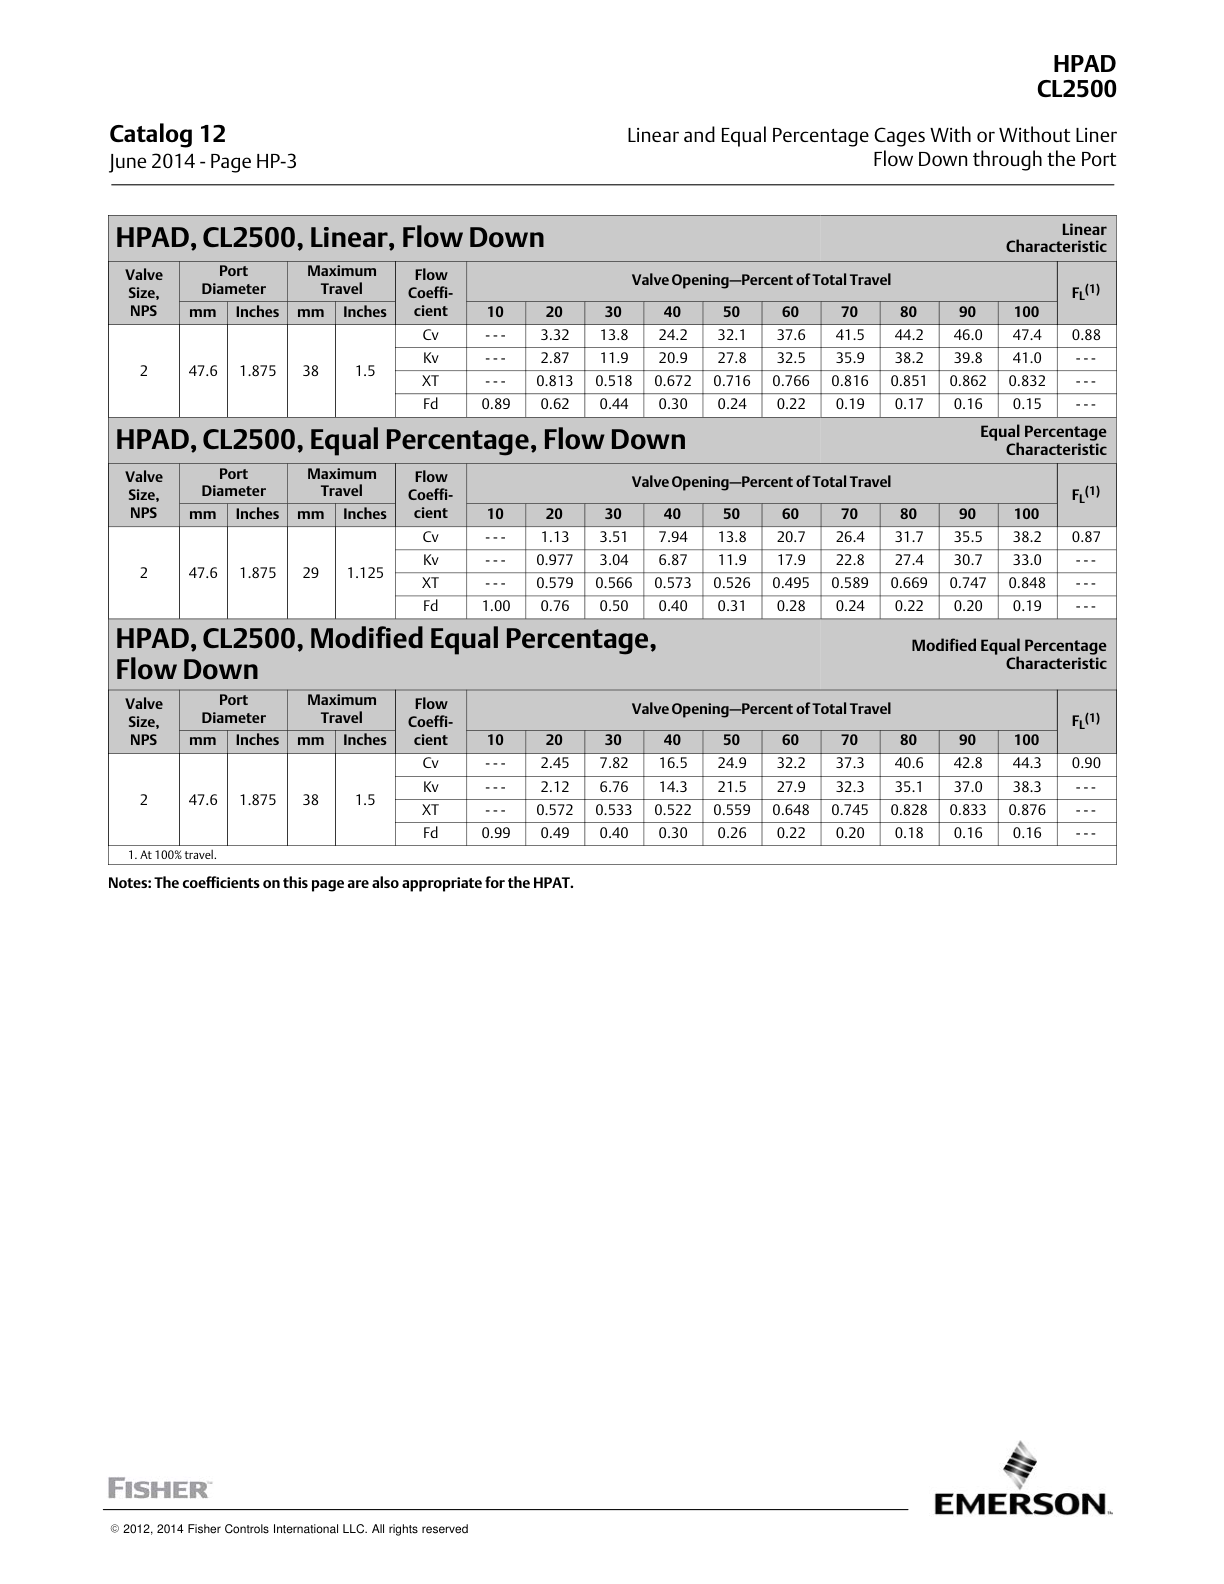 HPAD
CL2500
Catalog 12
June 2014 - Page HP-3
Linear and Equal Percentage Cages With or Without Liner
Flow Down through the Port
HPAD, CL2500, Linear, Flow Down
Linear
Characteristic
Valve Size, NPS | Port Diameter | Maximum Travel | Flow Coeffi-cient | Valve Opening—Percent of Total Travel | FL(1)
mm Inches mm Inches 10 20 30 40 50 60 70 80 90 100
2 47.6 1.875 38 1.5
Cv - - - 3.32 13.8 24.2 32.1 37.6 41.5 44.2 46.0 47.4 0.88
Kv - - - 2.87 11.9 20.9 27.8 32.5 35.9 38.2 39.8 41.0 - - -
XT - - - 0.813 0.518 0.672 0.716 0.766 0.816 0.851 0.862 0.832 - - -
Fd 0.89 0.62 0.44 0.30 0.24 0.22 0.19 0.17 0.16 0.15 - - -
HPAD, CL2500, Equal Percentage, Flow Down
Equal Percentage
Characteristic
Valve Size, NPS | Port Diameter | Maximum Travel | Flow Coeffi-cient | Valve Opening—Percent of Total Travel | FL(1)
mm Inches mm Inches 10 20 30 40 50 60 70 80 90 100
2 47.6 1.875 29 1.125
Cv - - - 1.13 3.51 7.94 13.8 20.7 26.4 31.7 35.5 38.2 0.87
Kv - - - 0.977 3.04 6.87 11.9 17.9 22.8 27.4 30.7 33.0 - - -
XT - - - 0.579 0.566 0.573 0.526 0.495 0.589 0.669 0.747 0.848 - - -
Fd 1.00 0.76 0.50 0.40 0.31 0.28 0.24 0.22 0.20 0.19 - - -
HPAD, CL2500, Modified Equal Percentage,
Flow Down
Modified Equal Percentage
Characteristic
Valve Size, NPS | Port Diameter | Maximum Travel | Flow Coeffi-cient | Valve Opening—Percent of Total Travel | FL(1)
mm Inches mm Inches 10 20 30 40 50 60 70 80 90 100
2 47.6 1.875 38 1.5
Cv - - - 2.45 7.82 16.5 24.9 32.2 37.3 40.6 42.8 44.3 0.90
Kv - - - 2.12 6.76 14.3 21.5 27.9 32.3 35.1 37.0 38.3 - - -
XT - - - 0.572 0.533 0.522 0.559 0.648 0.745 0.828 0.833 0.876 - - -
Fd 0.99 0.49 0.40 0.30 0.26 0.22 0.20 0.18 0.16 0.16 - - -
1. At 100% travel.
Notes: The coefficients on this page are also appropriate for the HPAT.
FISHER™
EMERSON™
© 2012, 2014 Fisher Controls International LLC. All rights reserved